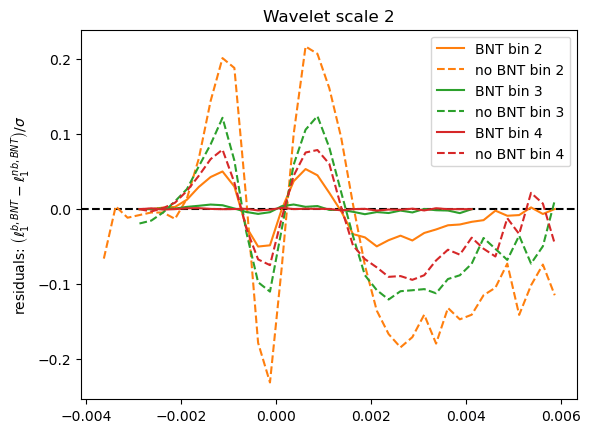 Wavelet scale 2
residuals: (ℓ₁^{b, BNT} − ℓ₁^{nb, BNT})/σ
0.2
0.1
0.0
−0.1
−0.2
BNT bin 2
no BNT bin 2
BNT bin 3
no BNT bin 3
BNT bin 4
no BNT bin 4
−0.004
−0.002
0.000
0.002
0.004
0.006